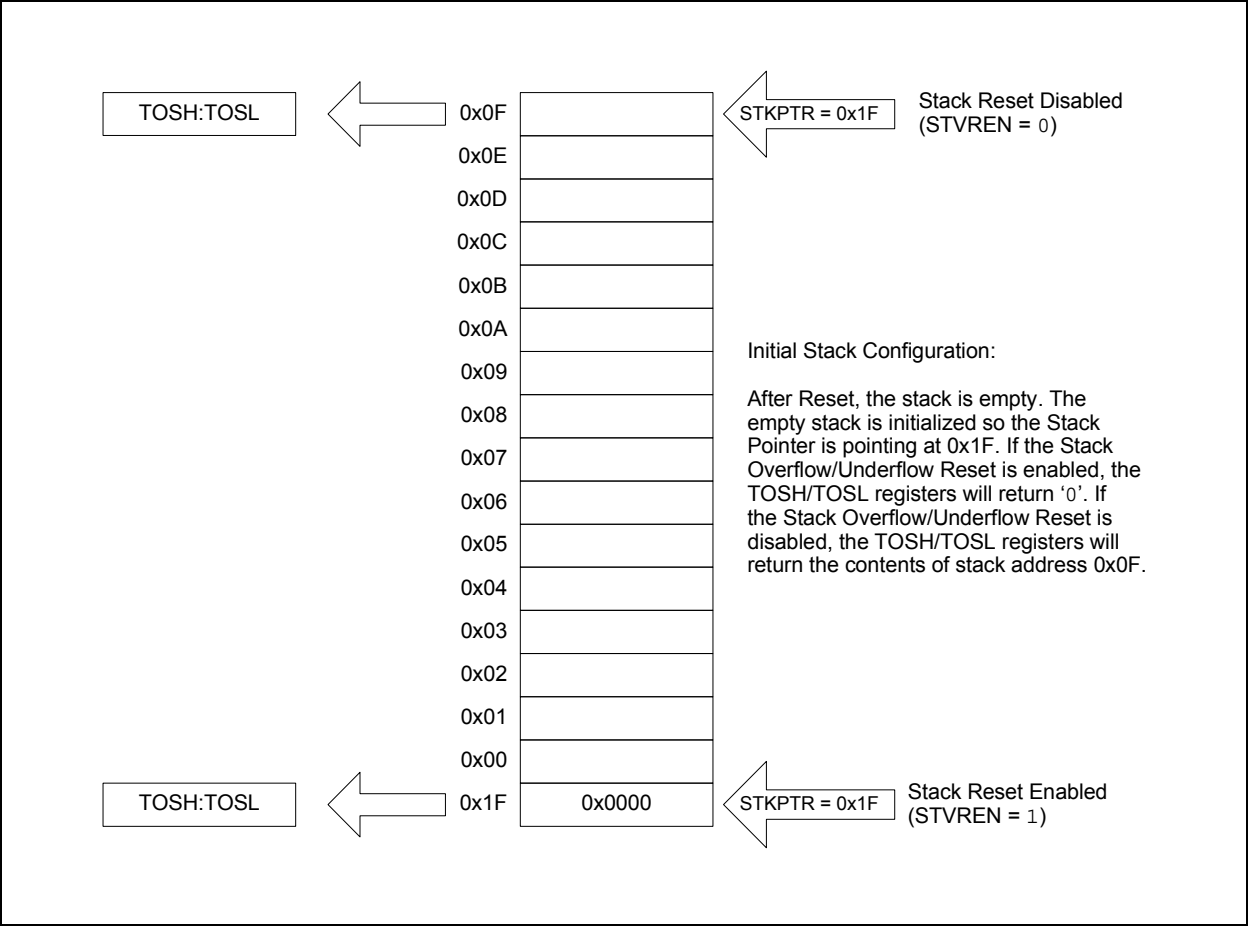 TOSH:TOSL
0x0F
STKPTR = 0x1F
Stack Reset Disabled
(STVREN = 0)
0x0E
0x0D
0x0C
0x0B
0x0A
0x09
0x08
0x07
0x06
0x05
0x04
0x03
0x02
0x01
0x00
Initial Stack Configuration:
After Reset, the stack is empty. The
empty stack is initialized so the Stack
Pointer is pointing at 0x1F. If the Stack
Overflow/Underflow Reset is enabled, the
TOSH/TOSL registers will return ‘0’. If
the Stack Overflow/Underflow Reset is
disabled, the TOSH/TOSL registers will
return the contents of stack address 0x0F.
TOSH:TOSL
0x1F
0x0000
STKPTR = 0x1F
Stack Reset Enabled
(STVREN = 1)